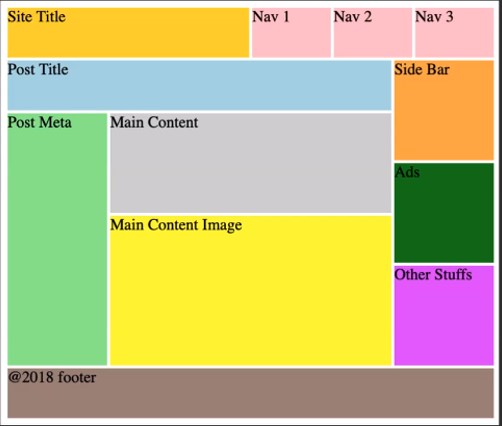 Site Title
Nav 1
Nav 2
Nav 3
Post Title
Side Bar
Post Meta
Main Content
Ads
Main Content Image
Other Stuffs
@2018 footer